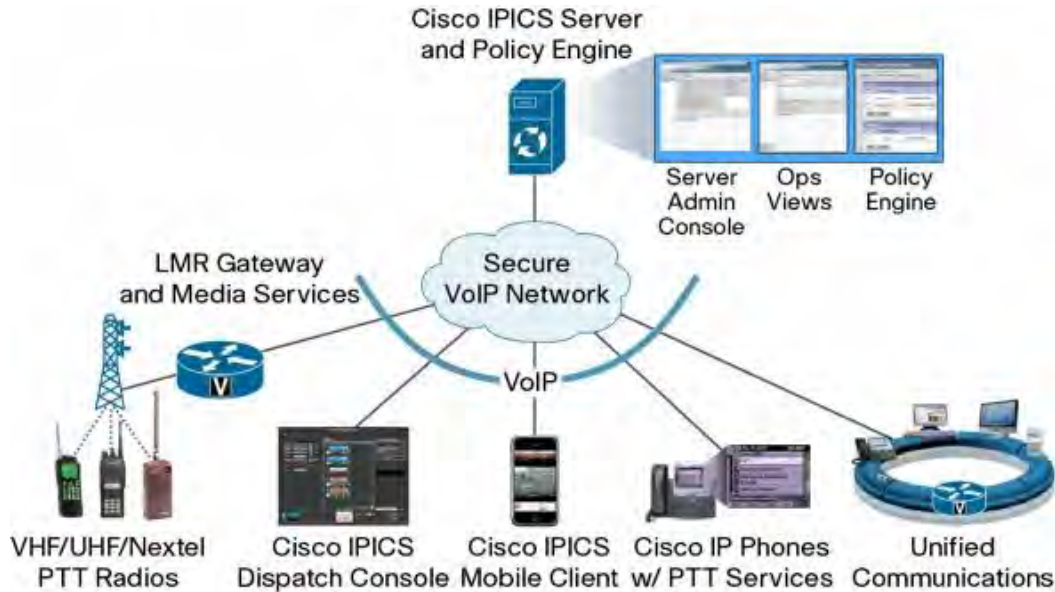 Cisco IPICS Server
and Policy Engine
Server
Admin
Console
Ops
Views
Policy
Engine
LMR Gateway
and Media Services
Secure
VoIP Network
VoIP
V
V
VHF/UHF/Nextel
PTT Radios
Cisco IPICS
Dispatch Console
Cisco IPICS
Mobile Client
Cisco IP Phones
w/ PTT Services
Unified
Communications